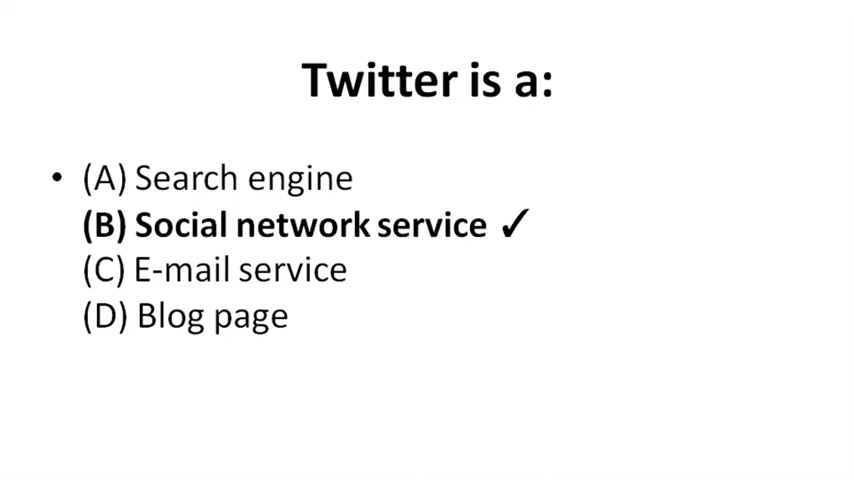 Twitter is a:
• (A) Search engine
(B) Social network service ✓
(C) E-mail service
(D) Blog page